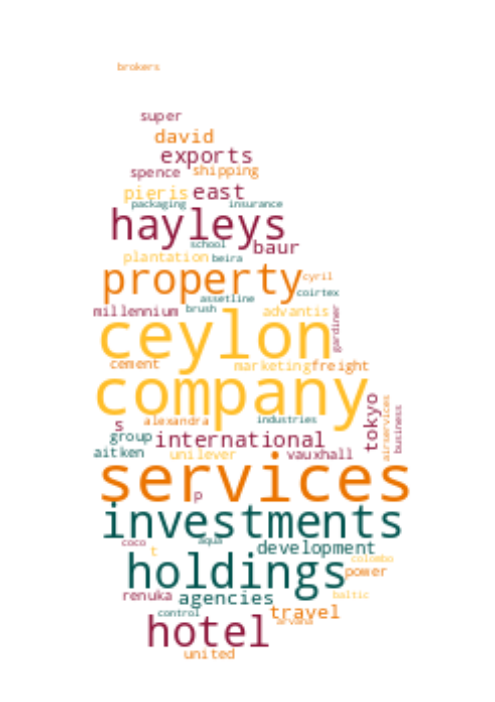 brokers
super
david
exports
spence shipping
pieris east
packaging insurance
hayleys
school baur
plantation beira
property cyril
coirtex
assetline
millennium brush advantis
gardiner
ceylon
cement marketing freight
company
tokyo
airservices
business
s alexandra industries
group international
aitken unilever vauxhall
services
p
investments
coco aqua
t development
colombo
holdings power
renuka agencies baltic
control travel
arvana
hotel
united